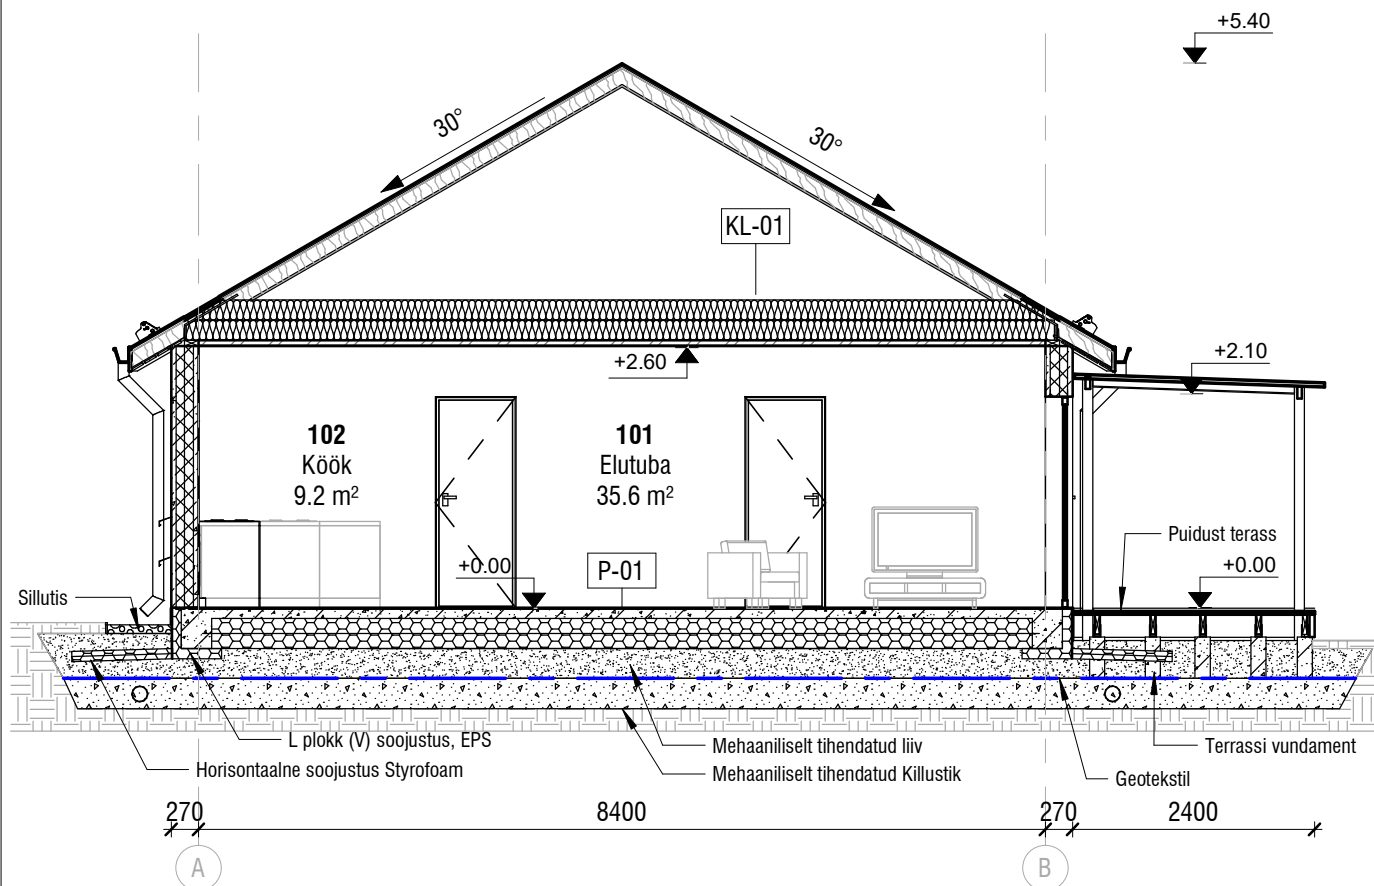 +5.40
30°
30°
KL-01
+2.60
+2.10
102
Köök
9.2 m²
101
Elutuba
35.6 m²
Puidust terass
+0.00
P-01
+0.00
Sillutis
L plokk (V) soojustus, EPS
Horisontaalne soojustus Styrofoam
Mehaaniliselt tihendatud liiv
Mehaaniliselt tihendatud Killustik
Terrassi vundament
Geotekstil
270
8400
270
2400
A
B